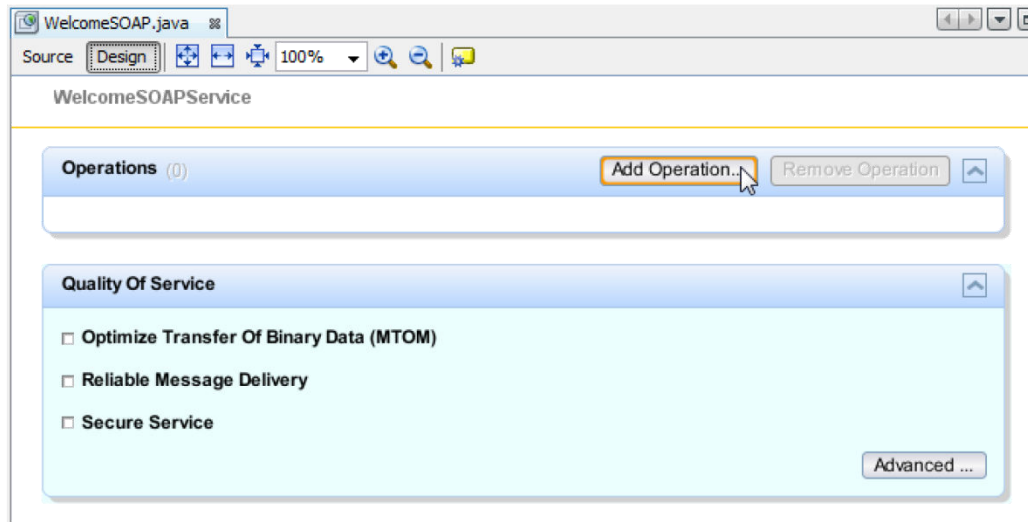 WelcomeSOAP.java
Source Design 100%
WelcomeSOAPService
Operations (0) Add Operation... Remove Operation
Quality Of Service
Optimize Transfer Of Binary Data (MTOM)
Reliable Message Delivery
Secure Service
Advanced ...